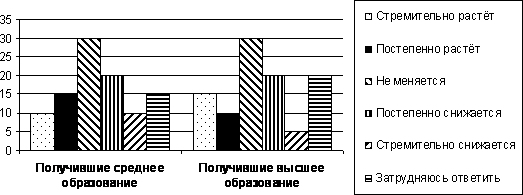 35
30
25
20
15
10
5
0
Получившие среднее
образование
Получившие высшее
образование
Стремительно растёт
Постепенно растёт
Не меняется
Постепенно снижается
Стремительно снижается
Затрудняюсь ответить